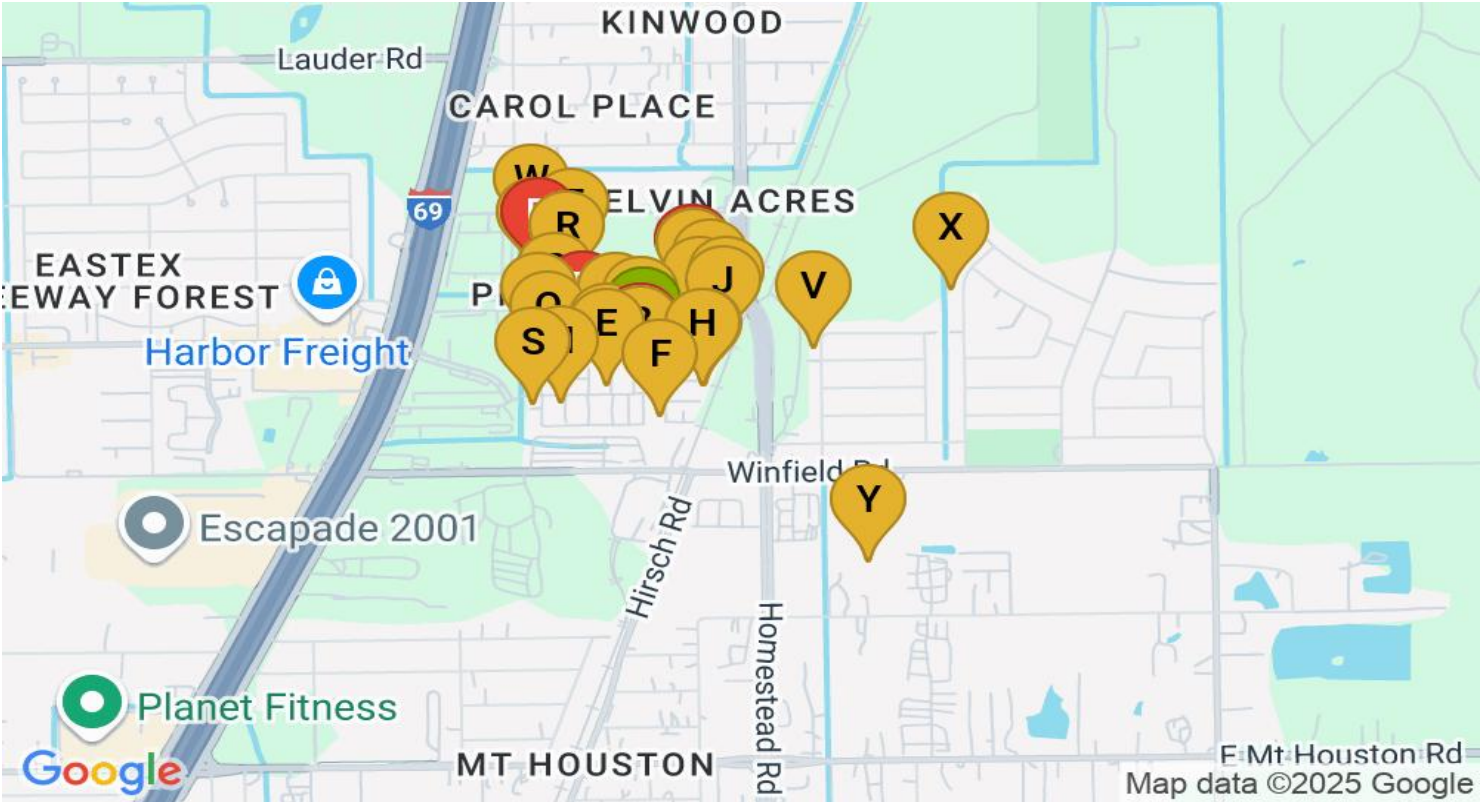 KINWOOD
Lauder Rd
CAROL PLACE
W
ELVIN ACRES
69
R
X
EASTEX
EEWAY FOREST
J
V
P
O
E
H
Harbor Freight
S
F
Winfield Rd
Y
Escapade 2001
Hirsch Rd
Homestead Rd
Planet Fitness
MT HOUSTON
E Mt Houston Rd
Google
Map data ©2025 Google